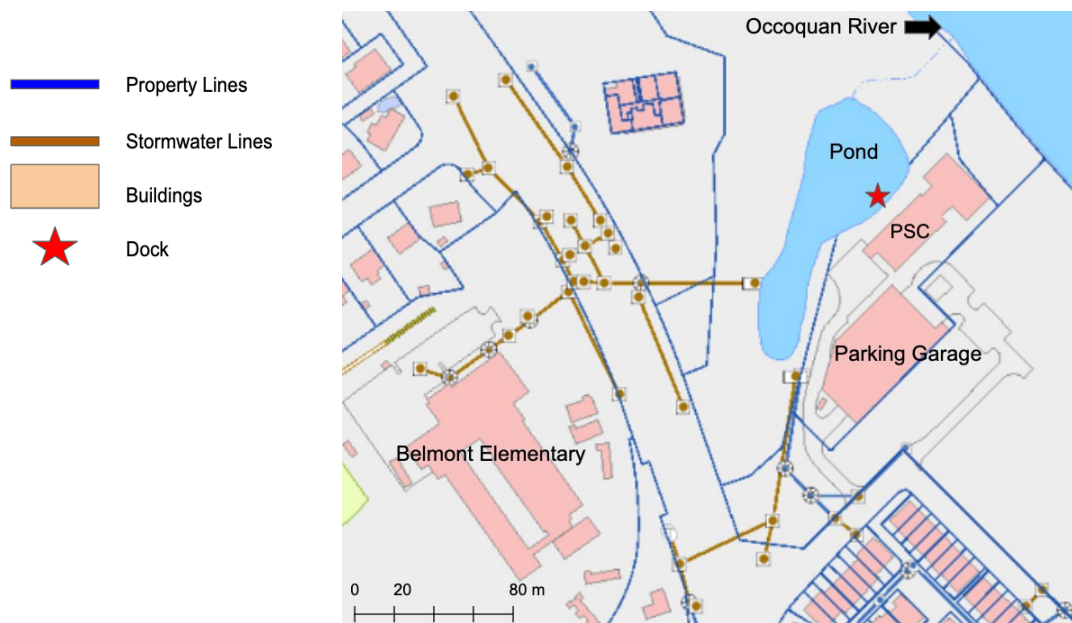 Property Lines
Stormwater Lines
Buildings
Dock
Occoquan River
Pond
PSC
Parking Garage
Belmont Elementary
0 20 80 m